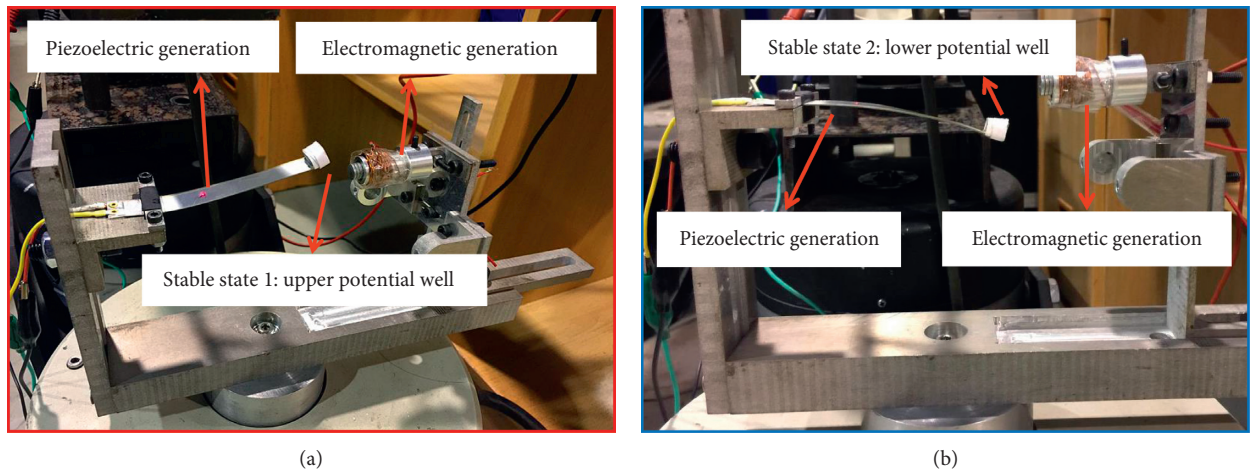 Piezoelectric generation
Electromagnetic generation
Stable state 1: upper potential well
Stable state 2: lower potential well
Piezoelectric generation
Electromagnetic generation
(a)
(b)